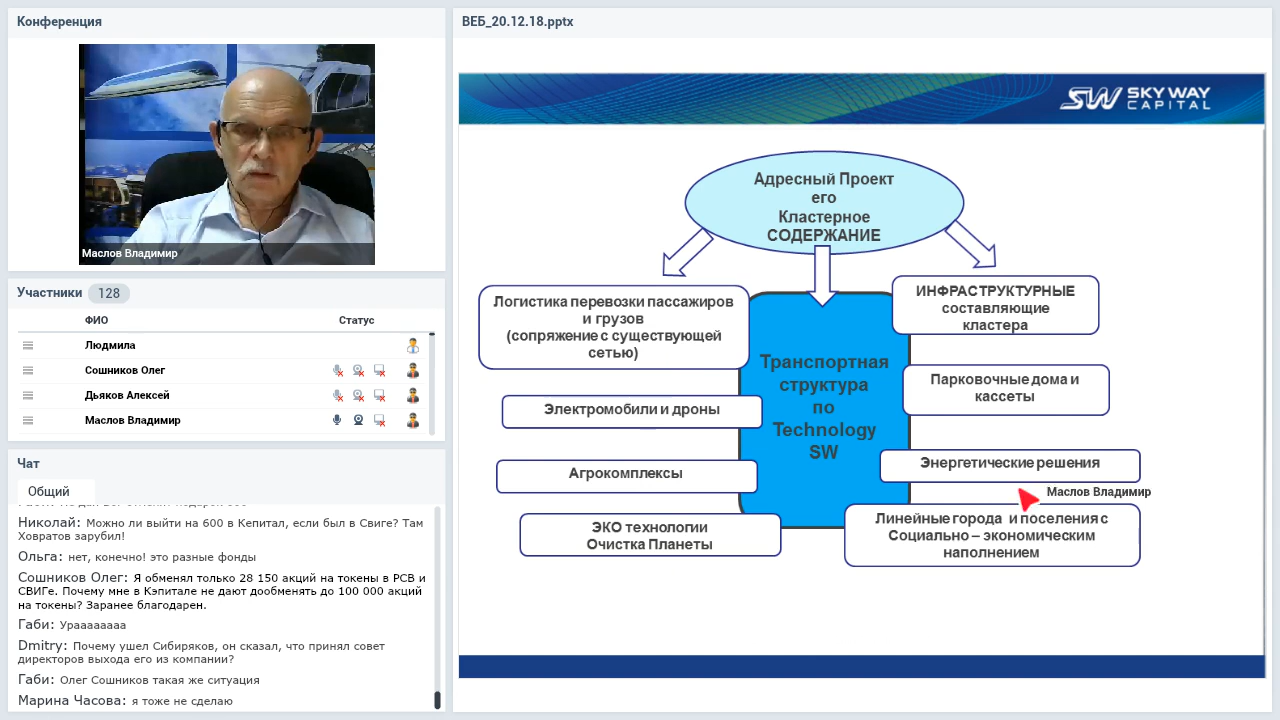 Конференция
Маслов Владимир
Участники 128
ФИО Статус
Людмила
Сошников Олег
Дьяков Алексей
Маслов Владимир
Чат
Общий
Николай: Можно ли выйти на 600 в Кепитал, если был в Свиге? Там
Ховратов зарубил!
Ольга: нет, конечно! это разные фонды
Сошников Олег: Я обменял только 28 150 акций на токены в РСВ и
СВИГе. Почему мне в Кэпитале не дают дообменять до 100 000 акций
на токены? Заранее благодарен.
Габи: Урааааааaа
Dmitry: Почему ушел Сибиряков, он сказал, что принял совет
директоров выхода его из компании?
Габи: Олег Сошников такая же ситуация
Марина Часова: я тоже не сделаю
ВЕБ_20.12.18.pptx
SW SKY WAY
CAPITAL
Адресный Проект
его
Кластерное
СОДЕРЖАНИЕ
Логистика перевозки пассажиров
и грузов
(сопряжение с существующей
сетью)
Электромобили и дроны
Агрокомплексы
ЭКО технологии
Очистка Планеты
Транспортная
структура
по
Technology
SW
ИНФРАСТРУКТУРНЫЕ
составляющие
кластера
Парковочные дома и
кассеты
Энергетические решения
Маслов Владимир
Линейные города и поселения с
Социально – экономическим
наполнением